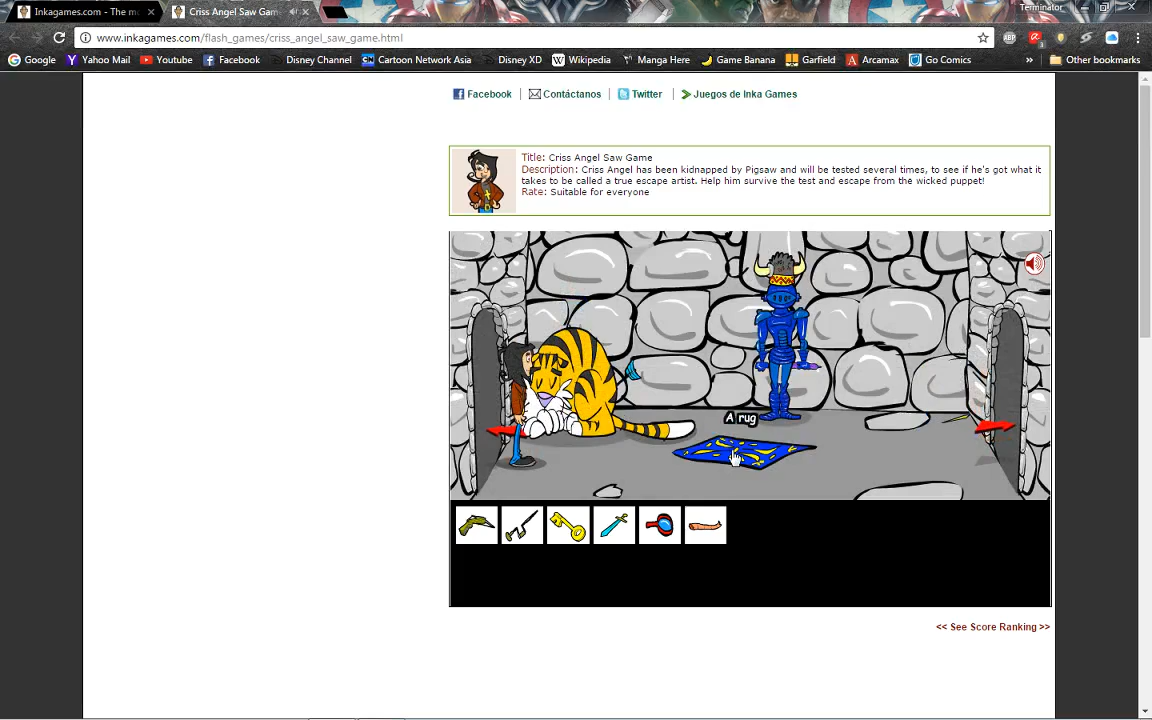 Inkagames.com - The m
Criss Angel Saw Gam
Terminator
www.inkagames.com/flash_games/criss_angel_saw_game.html
ABP
3
Google
Yahoo Mail
Youtube
Facebook
Disney Channel
CN
Cartoon Network Asia
Disney XD
W
Wikipedia
Manga Here
Game Banana
Garfield
Arcamax
Go Comics
»
Other bookmarks
Facebook
Contáctanos
Twitter
Juegos de Inka Games
Title: Criss Angel Saw Game
Description: Criss Angel has been kidnapped by Pigsaw and will be tested several times, to see if he's got what it
takes to be called a true escape artist. Help him survive the test and escape from the wicked puppet!
Rate: Suitable for everyone
A rug
<< See Score Ranking >>